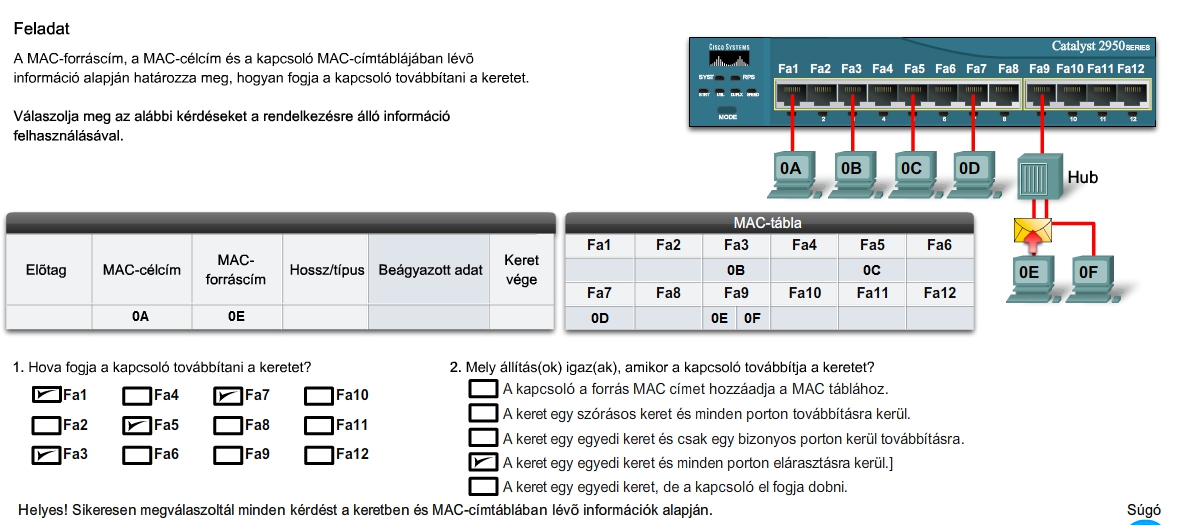 Feladat
A MAC-forráscím, a MAC-célcím és a kapcsoló MAC-címtáblájában lévõ
információ alapján határozza meg, hogyan fogja a kapcsoló továbbítani a keretet.
Válaszolja meg az alábbi kérdéseket a rendelkezésre álló információ
felhasználásával.
CISCO SYSTEMS
Catalyst 2950 SERIES
Fa1 Fa2 Fa3 Fa4 Fa5 Fa6 Fa7 Fa8 Fa9 Fa10 Fa11 Fa12
SYST RPS
STAT UTIL DUPLX SPEED
MODE
2 4 6 8 10 11 12
0A 0B 0C 0D
Hub
0E 0F
Elõtag MAC-célcím MAC-forráscím Hossz/típus Beágyazott adat Keret vége
0A 0E
MAC-tábla
Fa1 Fa2 Fa3 Fa4 Fa5 Fa6
0B 0C
Fa7 Fa8 Fa9 Fa10 Fa11 Fa12
0D 0E 0F
1. Hova fogja a kapcsoló továbbítani a keretet?
Fa1 Fa4 Fa7 Fa10
Fa2 Fa5 Fa8 Fa11
Fa3 Fa6 Fa9 Fa12
2. Mely állítás(ok) igaz(ak), amikor a kapcsoló továbbítja a keretet?
A kapcsoló a forrás MAC címet hozzáadja a MAC táblához.
A keret egy szórásos keret és minden porton továbbításra kerül.
A keret egy egyedi keret és csak egy bizonyos porton kerül továbbításra.
A keret egy egyedi keret és minden porton elárasztásra kerül.]
A keret egy egyedi keret, de a kapcsoló el fogja dobni.
Helyes! Sikeresen megválaszoltál minden kérdést a keretben és MAC-címtáblában lévõ információk alapján.
Súgó